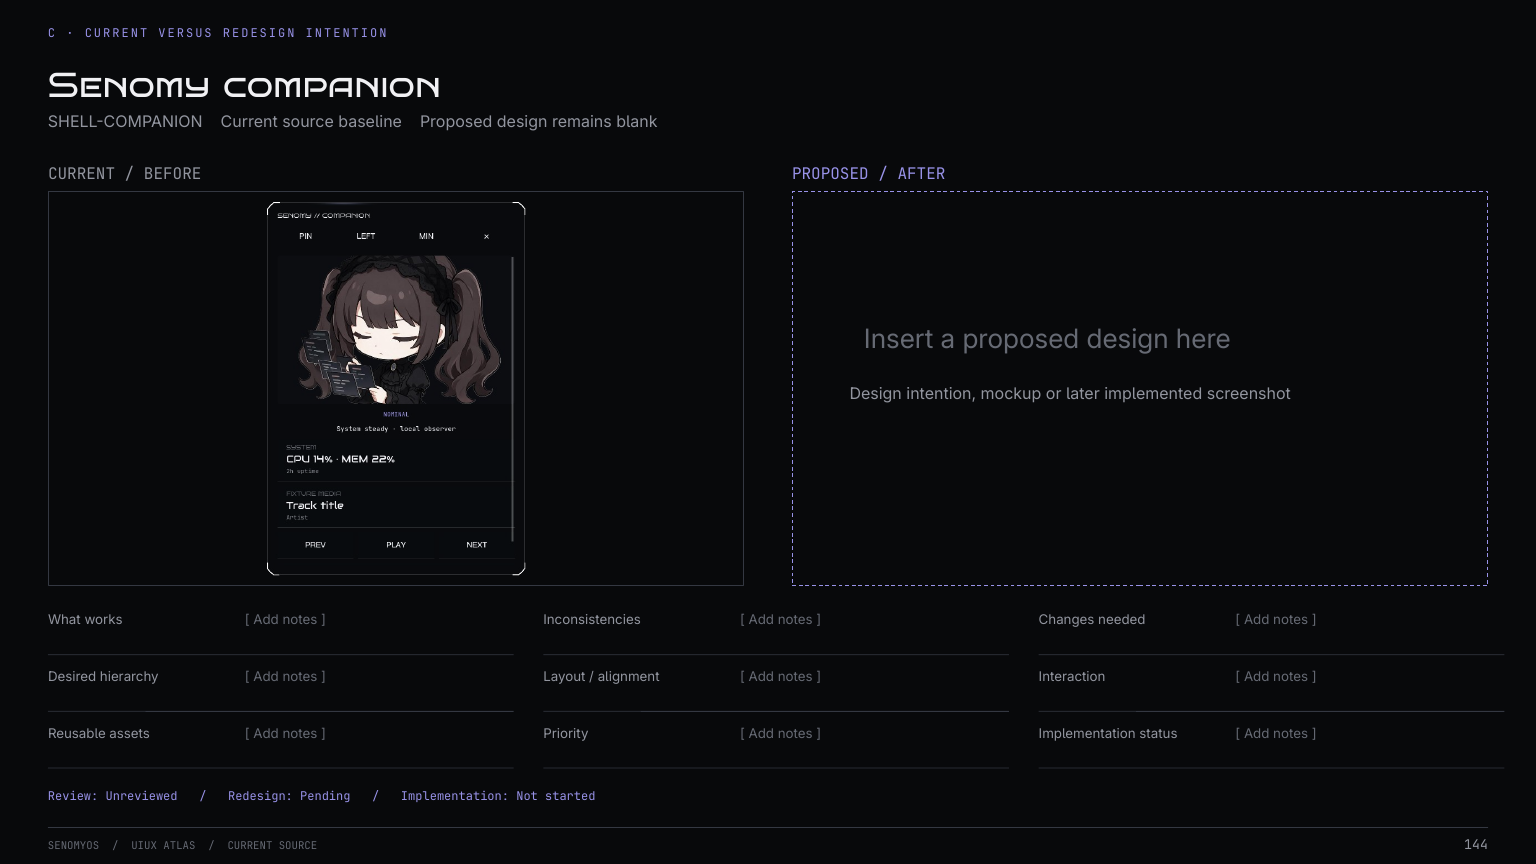 C · CURRENT VERSUS REDESIGN INTENTION
SENOMY COMPANION
SHELL-COMPANION Current source baseline Proposed design remains blank
CURRENT / BEFORE
SENOMY // COMPANION
PIN LEFT MIN ×
NOMINAL
System steady · local observer
SYSTEM
CPU 14% · MEM 22%
2h uptime
FIXTURE MEDIA
Track title
Artist
PREV PLAY NEXT
PROPOSED / AFTER
Insert a proposed design here
Design intention, mockup or later implemented screenshot
What works [ Add notes ] Inconsistencies [ Add notes ] Changes needed [ Add notes ]
Desired hierarchy [ Add notes ] Layout / alignment [ Add notes ] Interaction [ Add notes ]
Reusable assets [ Add notes ] Priority [ Add notes ] Implementation status [ Add notes ]
Review: Unreviewed / Redesign: Pending / Implementation: Not started
SENOMYOS / UIUX ATLAS / CURRENT SOURCE 144